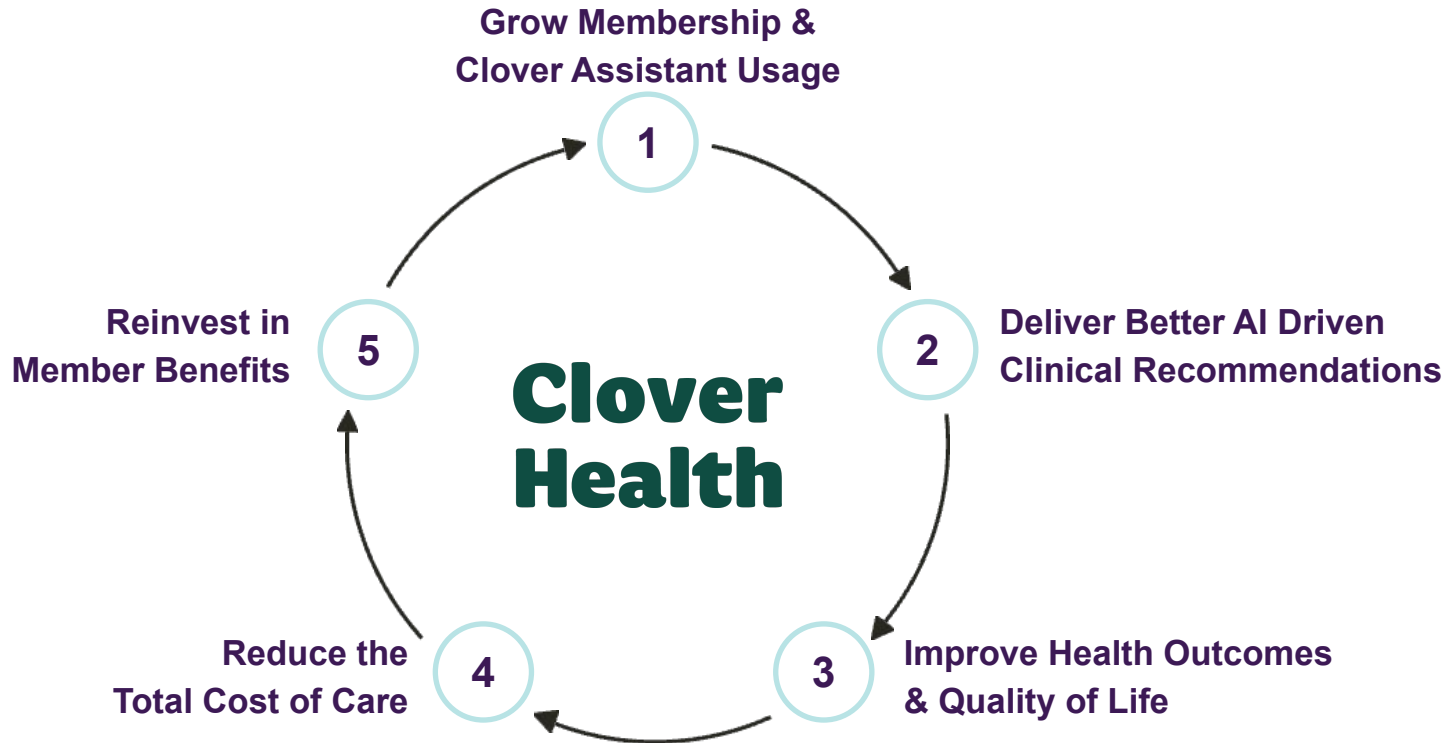 Grow Membership &
Clover Assistant Usage
1
2
Deliver Better AI Driven
Clinical Recommendations
3
Improve Health Outcomes
& Quality of Life
4
Reduce the
Total Cost of Care
5
Reinvest in
Member Benefits
Clover
Health